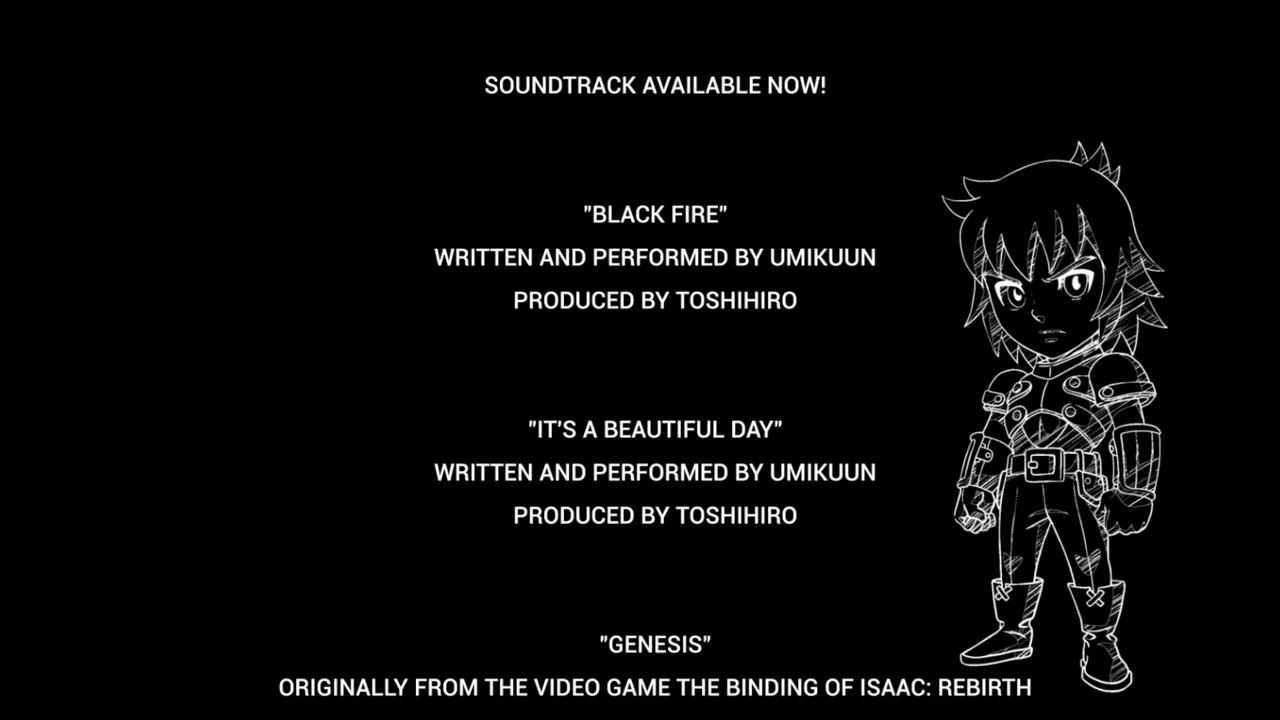 SOUNDTRACK AVAILABLE NOW!
"BLACK FIRE"
WRITTEN AND PERFORMED BY UMIKUUN
PRODUCED BY TOSHIHIRO
"IT'S A BEAUTIFUL DAY"
WRITTEN AND PERFORMED BY UMIKUUN
PRODUCED BY TOSHIHIRO
"GENESIS"
ORIGINALLY FROM THE VIDEO GAME THE BINDING OF ISAAC: REBIRTH